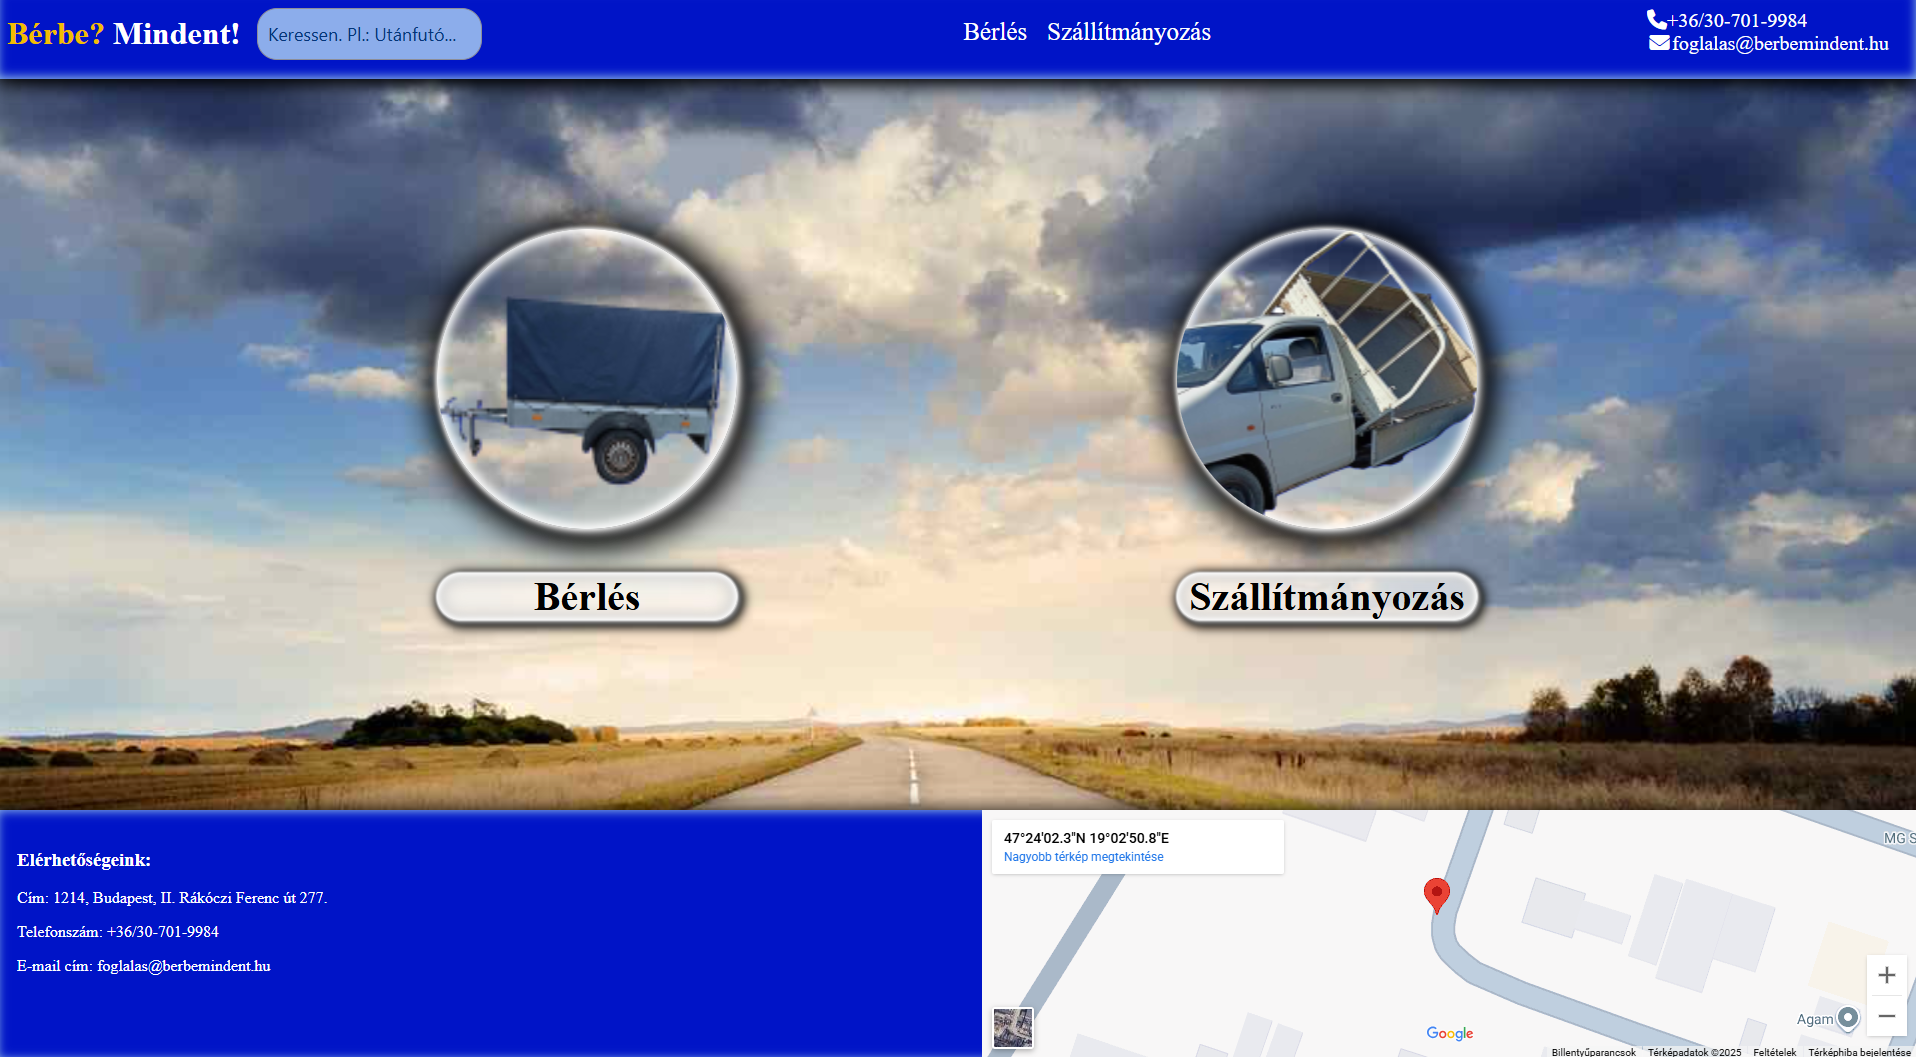 Bérbe? Mindent!
Keressen. Pl.: Utánfutó...
Bérlés Szállítmányozás
+36/30-701-9984
foglalas@berbemindent.hu
Bérlés
Szállítmányozás
Elérhetőségeink:
Cím: 1214, Budapest, II. Rákóczi Ferenc út 277.
Telefonszám: +36/30-701-9984
E-mail cím: foglalas@berbemindent.hu
47°24'02.3"N 19°02'50.8"E
Nagyobb térkép megtekintése
MG S
Agam
Google
Billentyűparancsok Térképadatok ©2025 Feltételek Térképhiba bejelentése